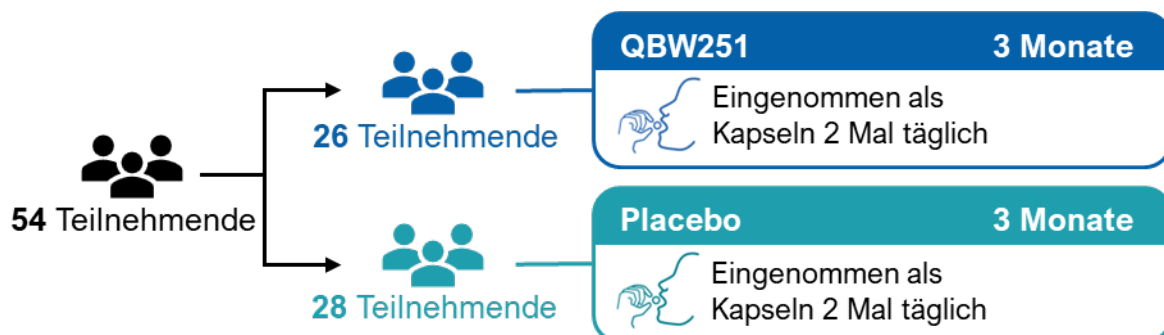 QBW251 3 Monate
Eingenommen als
Kapseln 2 Mal täglich
26 Teilnehmende
54 Teilnehmende
Placebo 3 Monate
Eingenommen als
Kapseln 2 Mal täglich
28 Teilnehmende